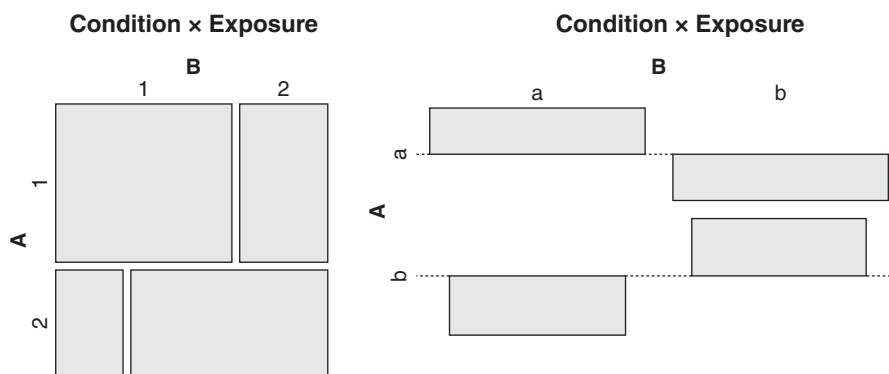 Condition × Exposure
B
1 2
1
A
2
Condition × Exposure
B
a b
a
A
b